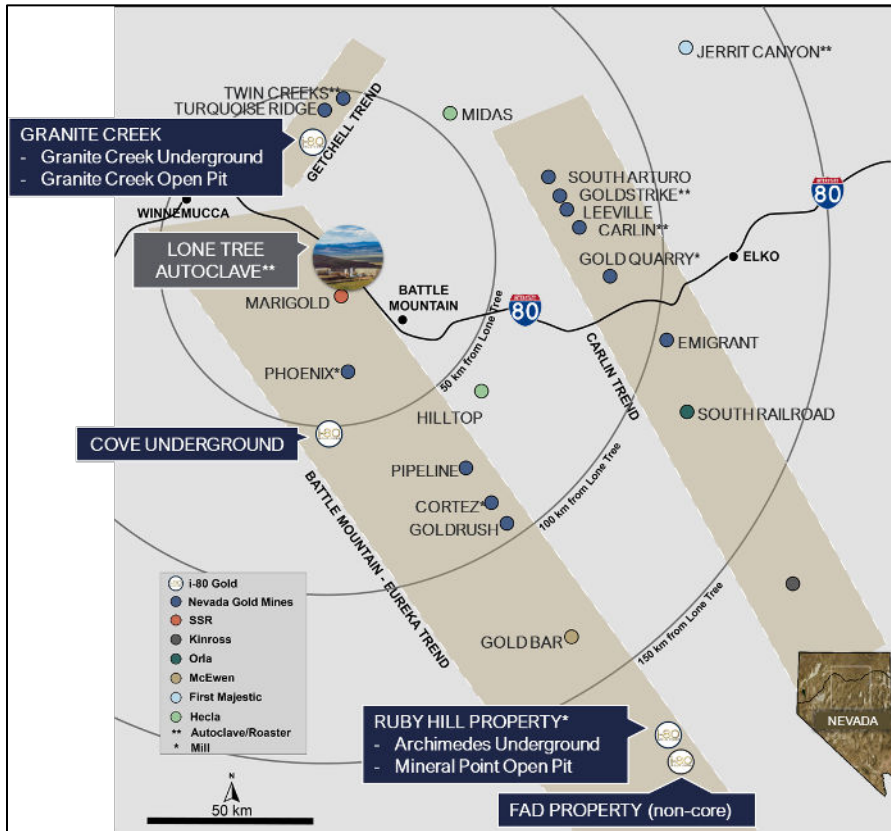 JERRIT CANYON**
TWIN CREEKS**
TURQUOISE RIDGE
MIDAS
GETCHELL TREND
GRANITE CREEK
- Granite Creek Underground
- Granite Creek Open Pit
i-80
SOUTH ARTURO
GOLDSTRIKE**
LEEVILLE
CARLIN**
80
WINNEMUCCA
LONE TREE
AUTOCLAVE**
GOLD QUARRY*
ELKO
MARIGOLD
BATTLE
MOUNTAIN
80
EMIGRANT
CARLIN TREND
PHOENIX*
50 km from Lone Tree
HILLTOP
SOUTH RAILROAD
COVE UNDERGROUND
i-80
PIPELINE
CORTEZ*
GOLDRUSH
100 km from Lone Tree
BATTLE MOUNTAIN - EUREKA TREND
i-80 Gold
Nevada Gold Mines
SSR
Kinross
Orla
McEwen
First Majestic
Hecla
** Autoclave/Roaster
* Mill
GOLD BAR
150 km from Lone Tree
RUBY HILL PROPERTY*
- Archimedes Underground
- Mineral Point Open Pit
i-80
i-80
NEVADA
FAD PROPERTY (non-core)
N
50 km